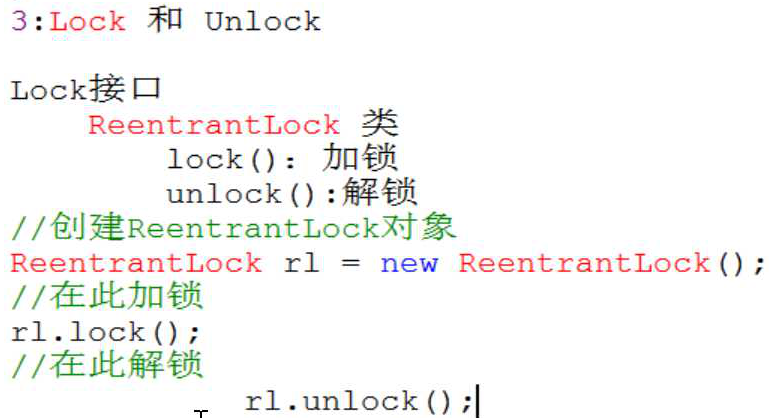 3:Lock 和 Unlock
Lock接口
ReentrantLock 类
lock(): 加锁
unlock():解锁
//创建ReentrantLock对象
ReentrantLock rl = new ReentrantLock();
//在此加锁
rl.lock();
//在此解锁
rl.unlock();